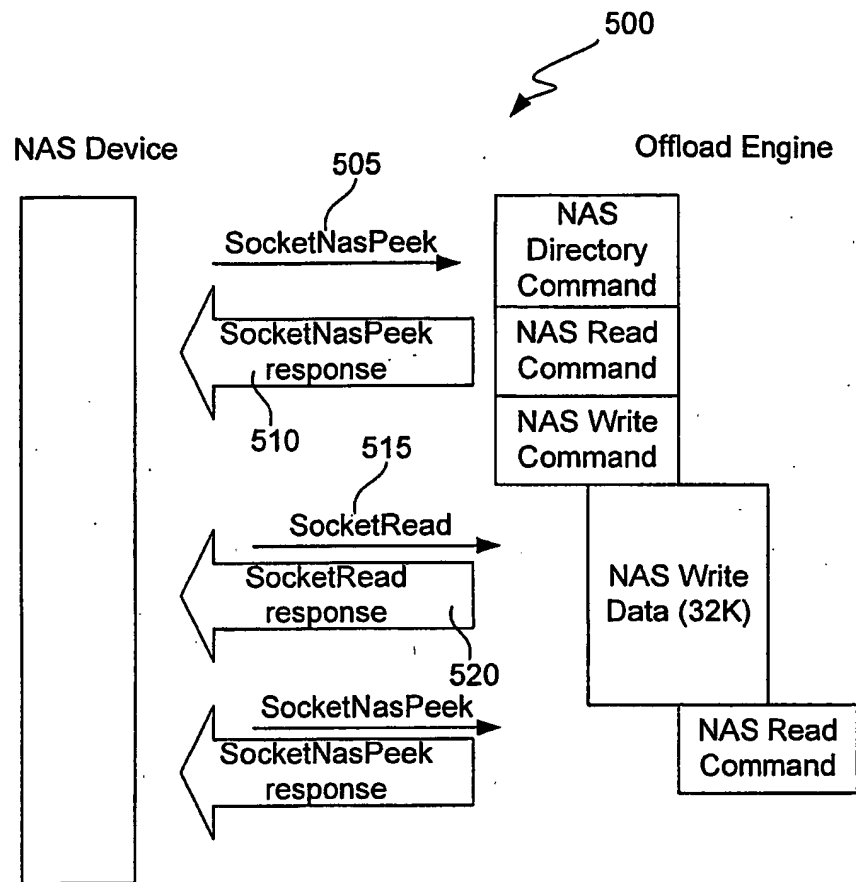 500
NAS Device
Offload Engine
505
SocketNasPeek
NAS
Directory
Command
SocketNasPeek
response
510
NAS Read
Command
NAS Write
Command
515
SocketRead
SocketRead
response
520
NAS Write
Data (32K)
SocketNasPeek
SocketNasPeek
response
NAS Read
Command